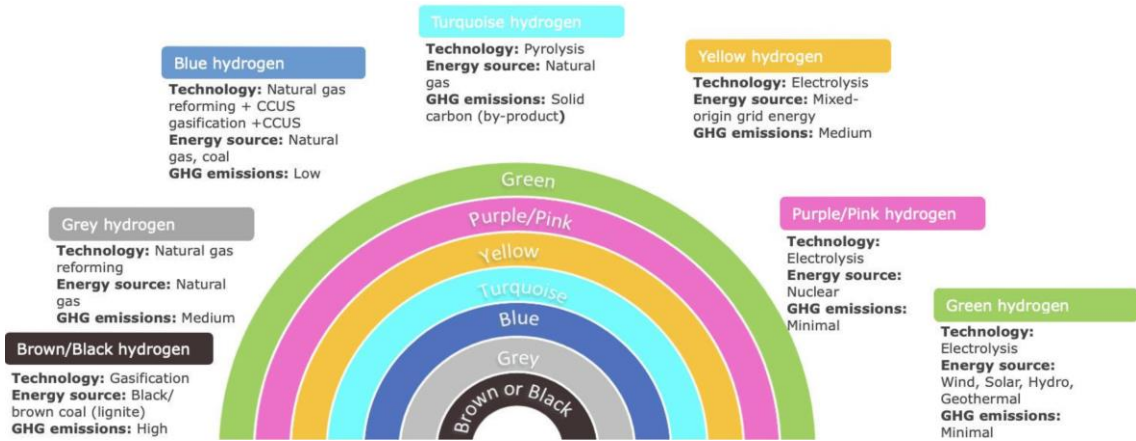 Turquoise hydrogen
Technology: Pyrolysis
Energy source: Natural
gas
GHG emissions: Solid
carbon (by-product)
Blue hydrogen
Technology: Natural gas
reforming + CCUS
gasification +CCUS
Energy source: Natural
gas, coal
GHG emissions: Low
Yellow hydrogen
Technology: Electrolysis
Energy source: Mixed-
origin grid energy
GHG emissions: Medium
Grey hydrogen
Technology: Natural gas
reforming
Energy source: Natural
gas
GHG emissions: Medium
Purple/Pink hydrogen
Technology:
Electrolysis
Energy source:
Nuclear
GHG emissions:
Minimal
Brown/Black hydrogen
Technology: Gasification
Energy source: Black/
brown coal (lignite)
GHG emissions: High
Green hydrogen
Technology:
Electrolysis
Energy source:
Wind, Solar, Hydro,
Geothermal
GHG emissions:
Minimal
Green
Purple/Pink
Yellow
Turquoise
Blue
Grey
Brown or Black